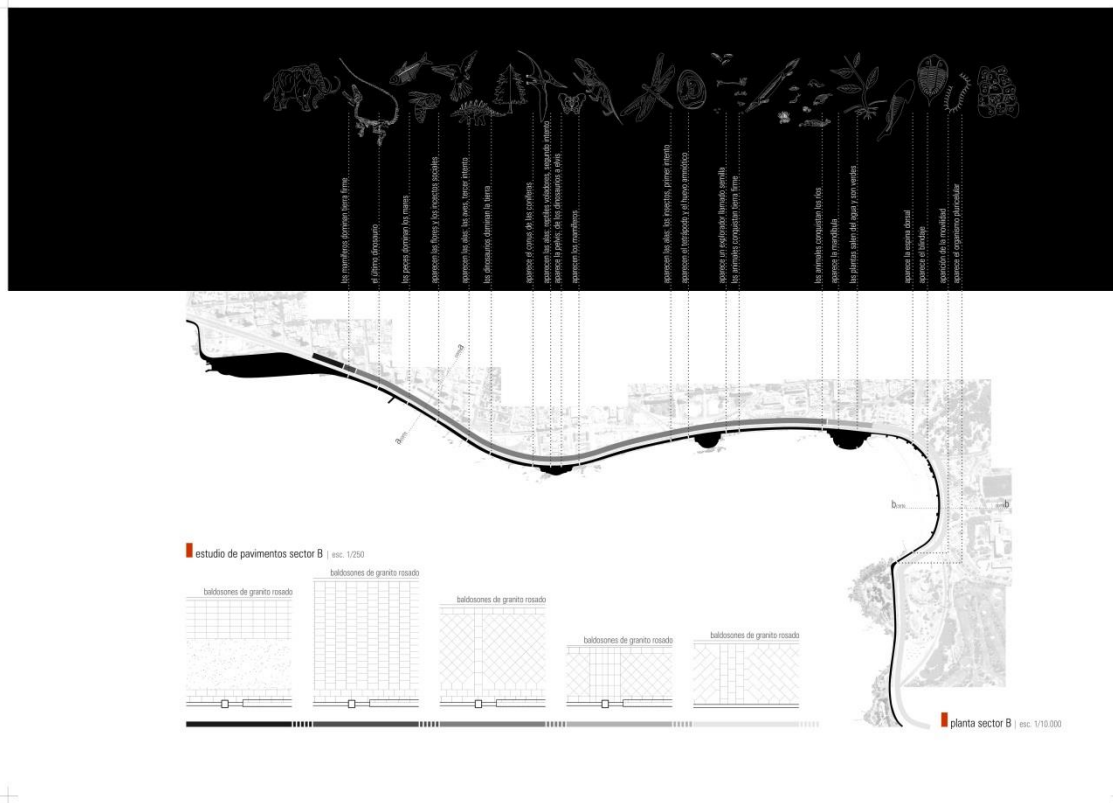 los mamíferos dominan tierra firme
el último dinosaurio
los peces dominan los mares
aparecen las flores y los insectos sociales
aparecen las alas: las aves, tercer intento
los dinosaurios dominan la tierra
aparece el conus de las coníferas
aparecen las alas: reptiles voladores, segundo intento
aparece la pelvis, de los dinosaurios a elvis
aparecen los mamíferos
aparecen las alas: los insectos, primer intento
aparecen el tetrápodo y el huevo amniótico
aparece un explorador llamado semilla
los animales conquistan tierra firme
los animales conquistan los ríos
aparece la mandíbula
las plantas salen del agua y son verdes
aparece la espina dorsal
aparece el blindaje
aparición de la movilidad
aparece el organismo pluricelular
a
a corte
b corte
b
estudio de pavimentos sector B | esc. 1/250
baldosones de granito rosado
baldosones de granito rosado
baldosones de granito rosado
baldosones de granito rosado
baldosones de granito rosado
planta sector B | esc. 1/10.000